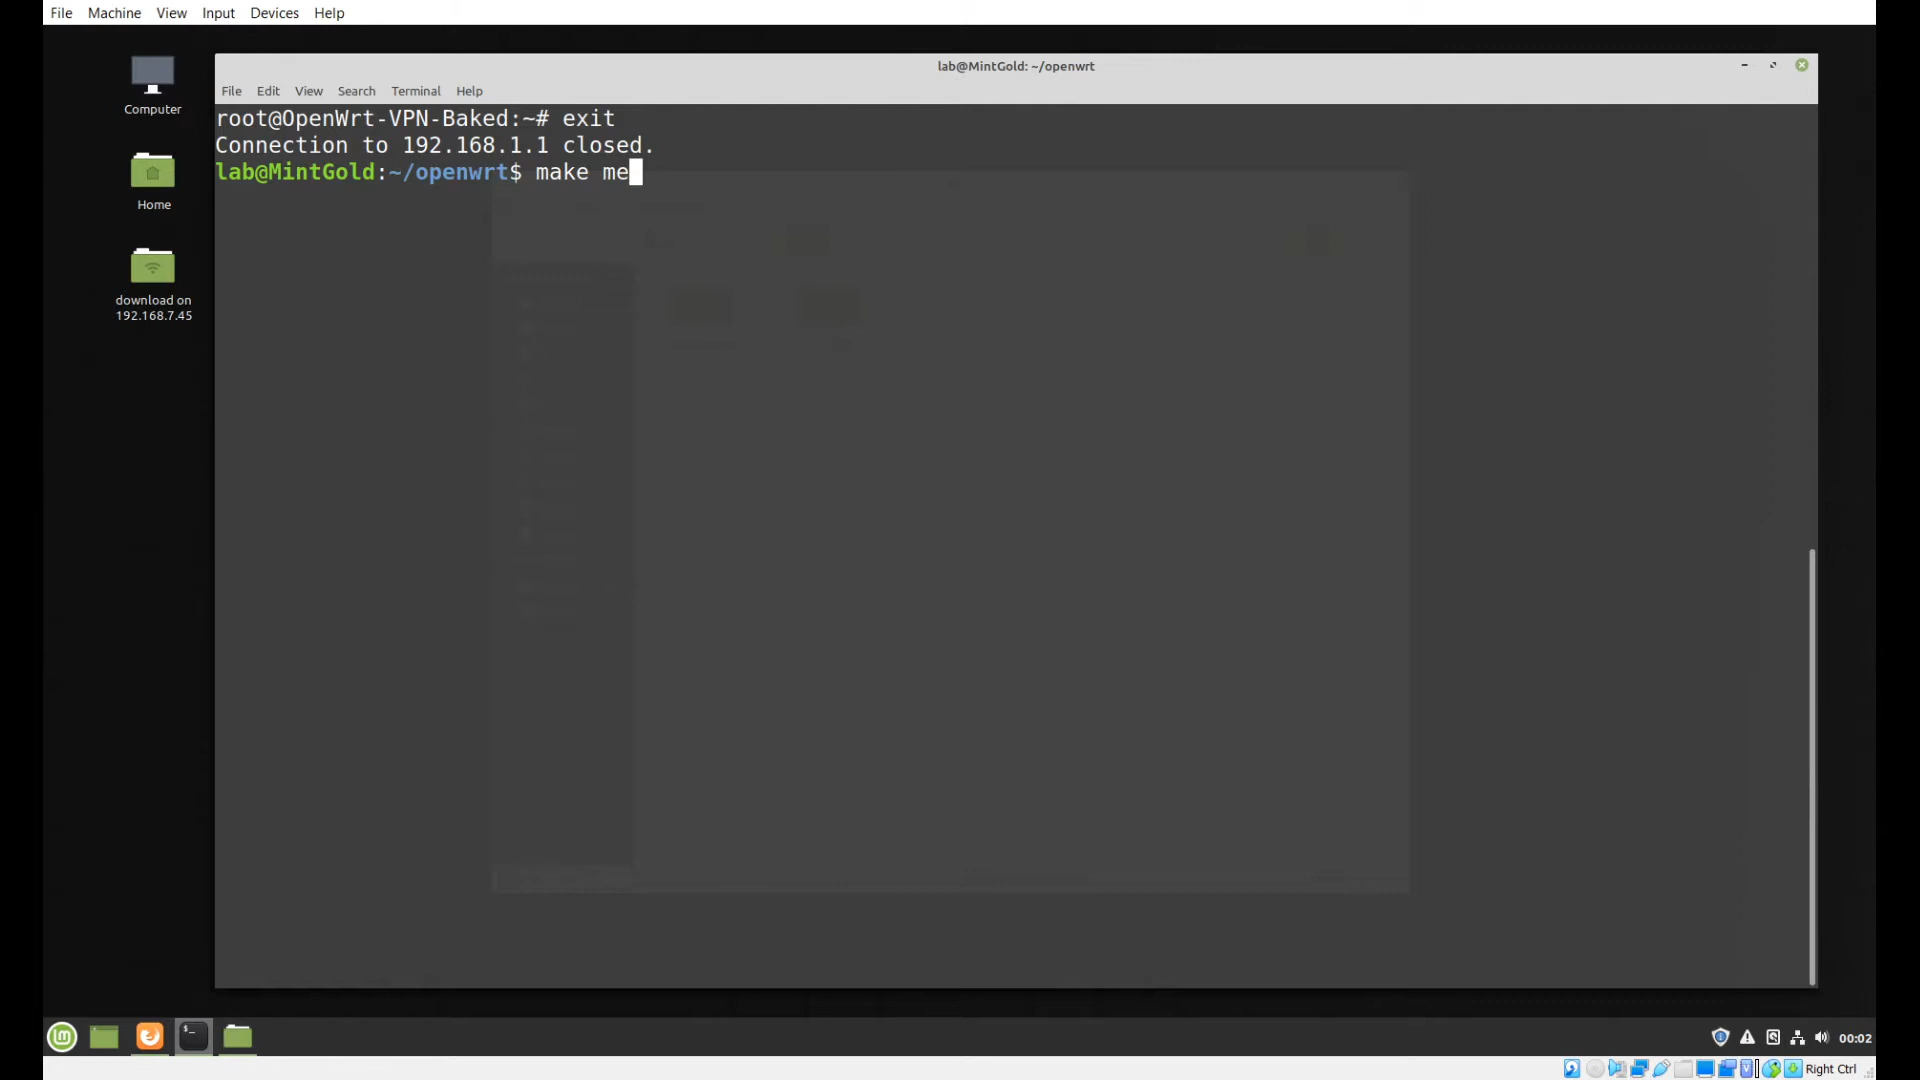 File Machine View Input Devices Help
lab@MintGold: ~/openwrt
File Edit View Search Terminal Help
root@OpenWrt-VPN-Baked:~# exit
Connection to 192.168.1.1 closed.
lab@MintGold:~/openwrt$ make me
Computer
Home
download on
192.168.7.45
00:02
Right Ctrl